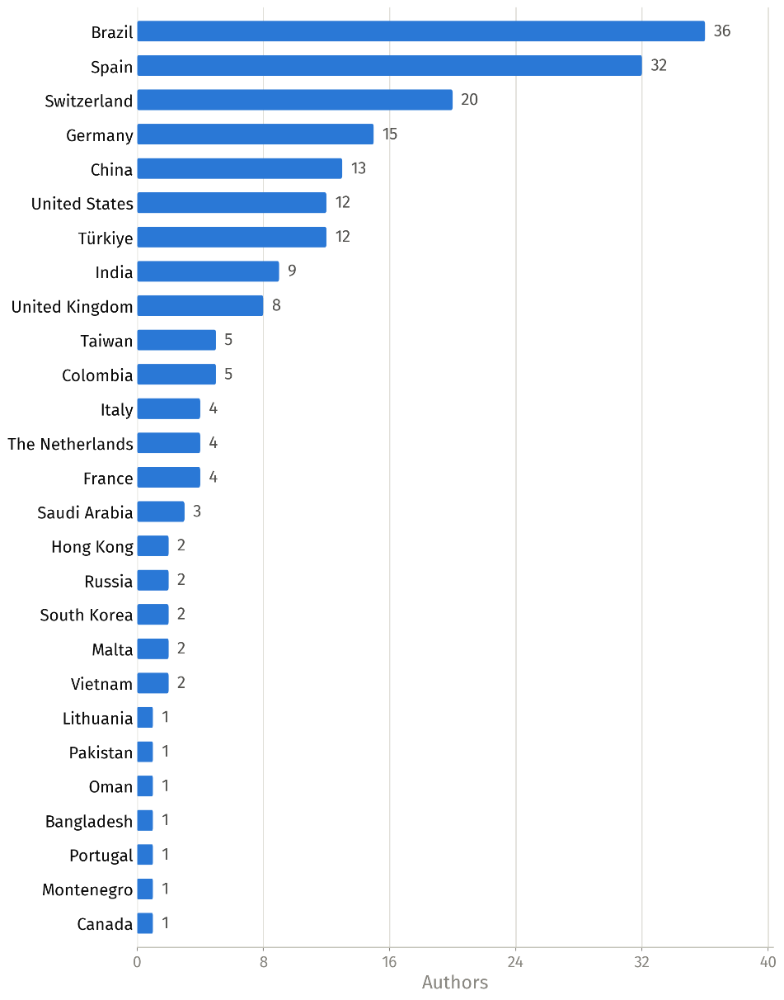 Brazil 36
Spain 32
Switzerland 20
Germany 15
China 13
United States 12
Türkiye 12
India 9
United Kingdom 8
Taiwan 5
Colombia 5
Italy 4
The Netherlands 4
France 4
Saudi Arabia 3
Hong Kong 2
Russia 2
South Korea 2
Malta 2
Vietnam 2
Lithuania 1
Pakistan 1
Oman 1
Bangladesh 1
Portugal 1
Montenegro 1
Canada 1
0 8 16 24 32 40
Authors